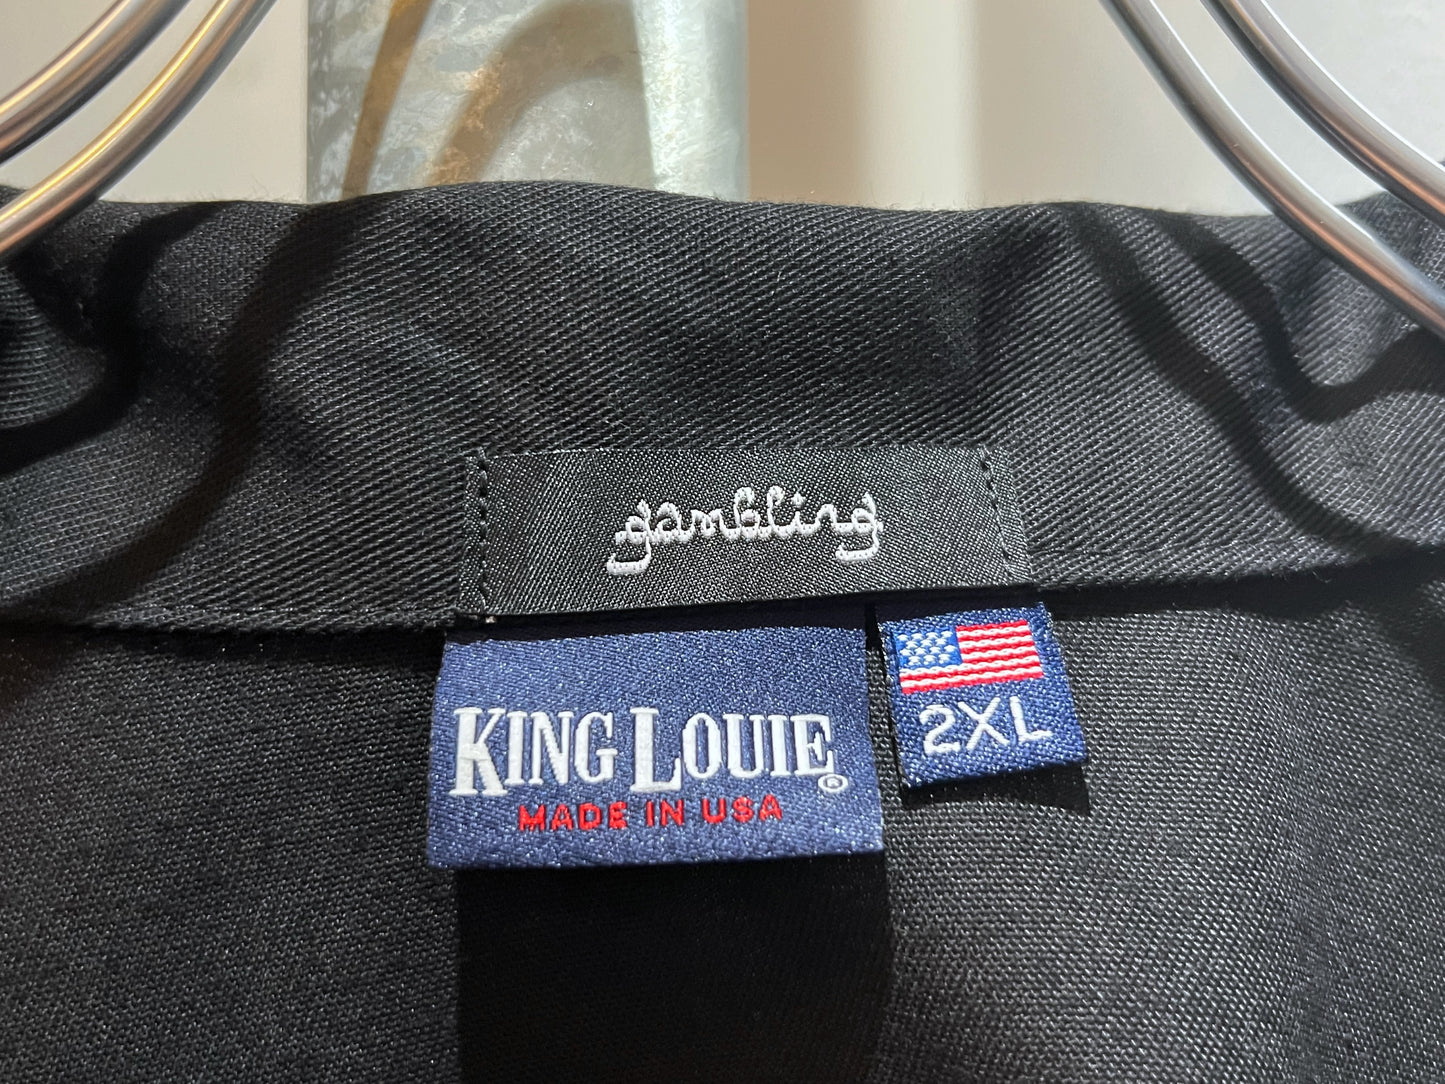 gambling
KING LOUIE®
MADE IN USA
2XL